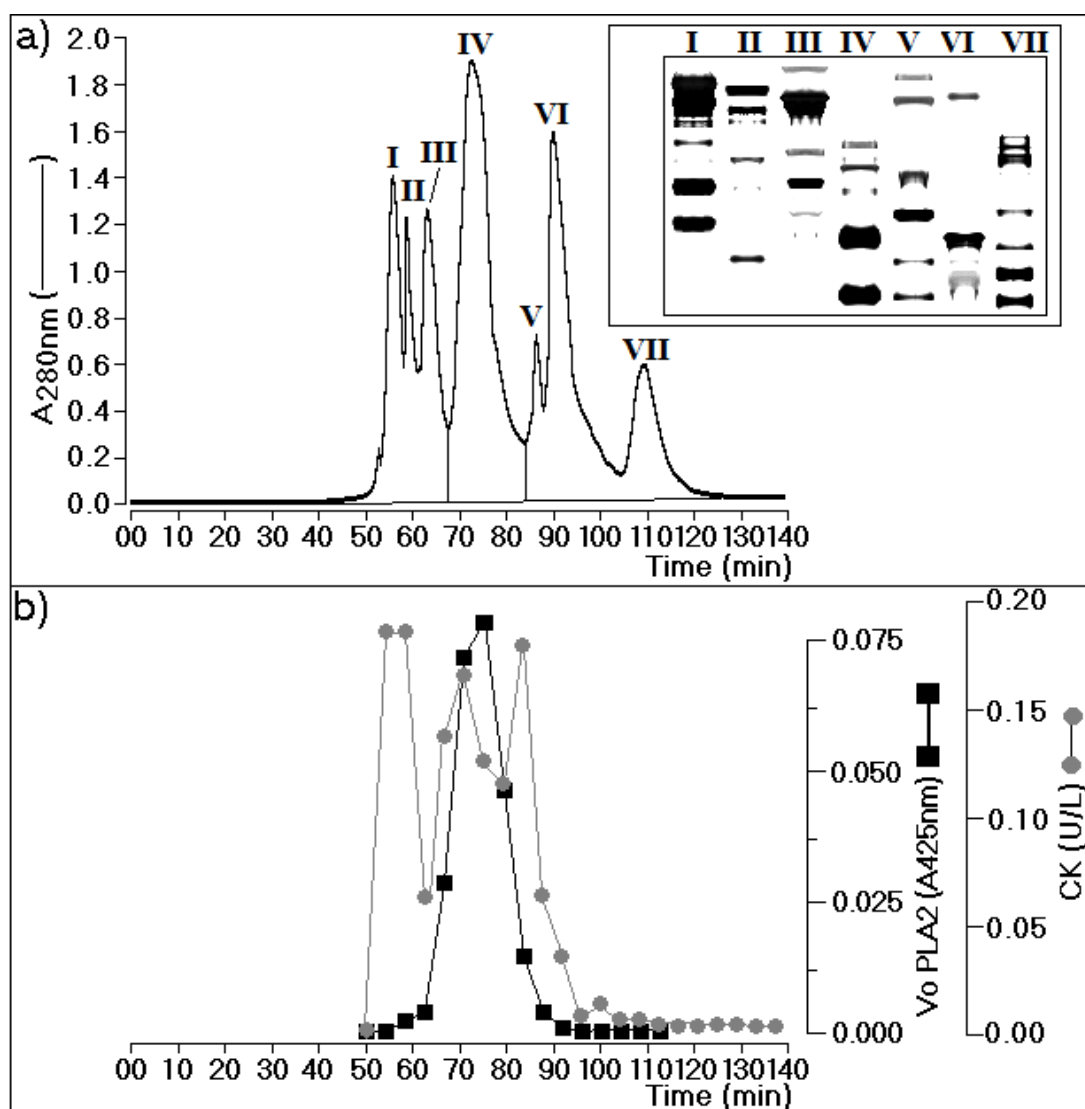 a)
I II III IV V VI VII
2.0
1.8
1.6
1.4
1.2
1.0
0.8
0.6
0.4
0.2
0.0
A280nm (——)
I
II
III
IV
V
VI
VII
00 10 20 30 40 50 60 70 80 90 100 110 120 130 140
Time (min)
b)
0.075
0.050
0.025
0.000
Vo PLA2 (A425nm)
0.20
0.15
0.10
0.05
0.00
CK (U/L)
00 10 20 30 40 50 60 70 80 90 100 110 120 130 140
Time (min)